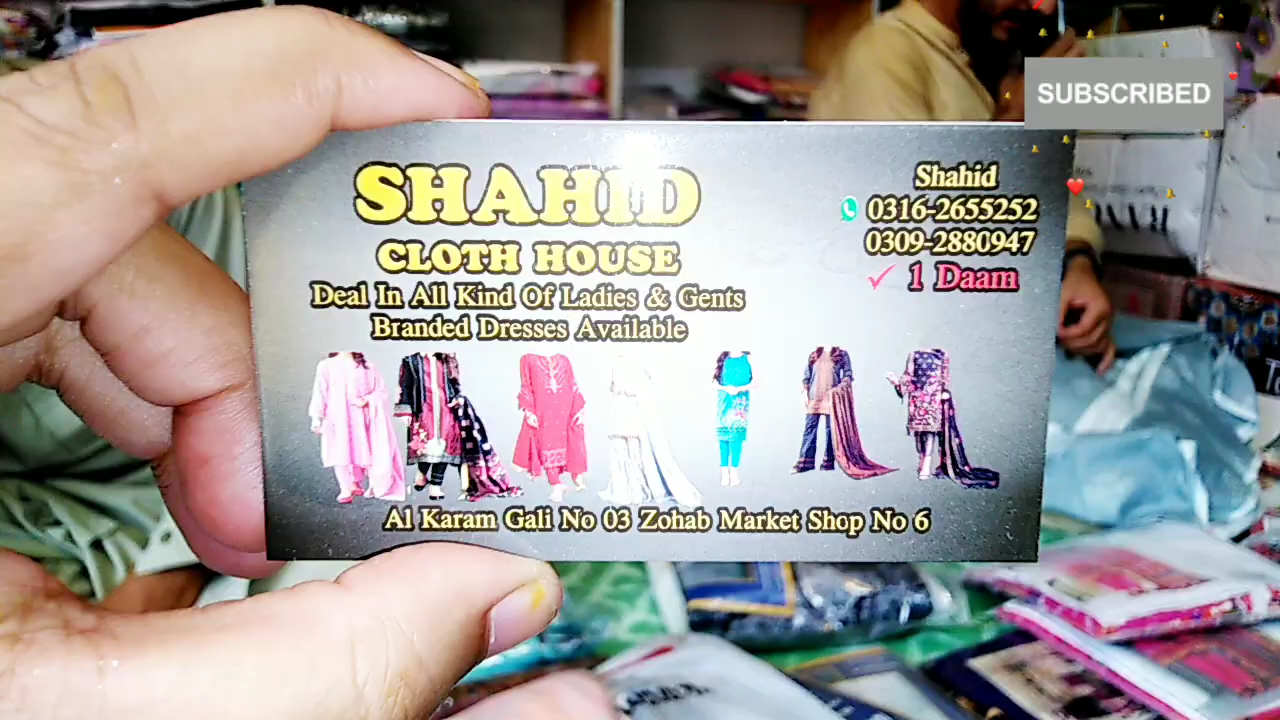 SUBSCRIBED
SHAHID
CLOTH HOUSE
Deal In All Kind Of Ladies & Gents
Branded Dresses Available
Shahid
0316-2655252
0309-2880947
✓ 1 Daam
Al Karam Gali No 03 Zohab Market Shop No 6